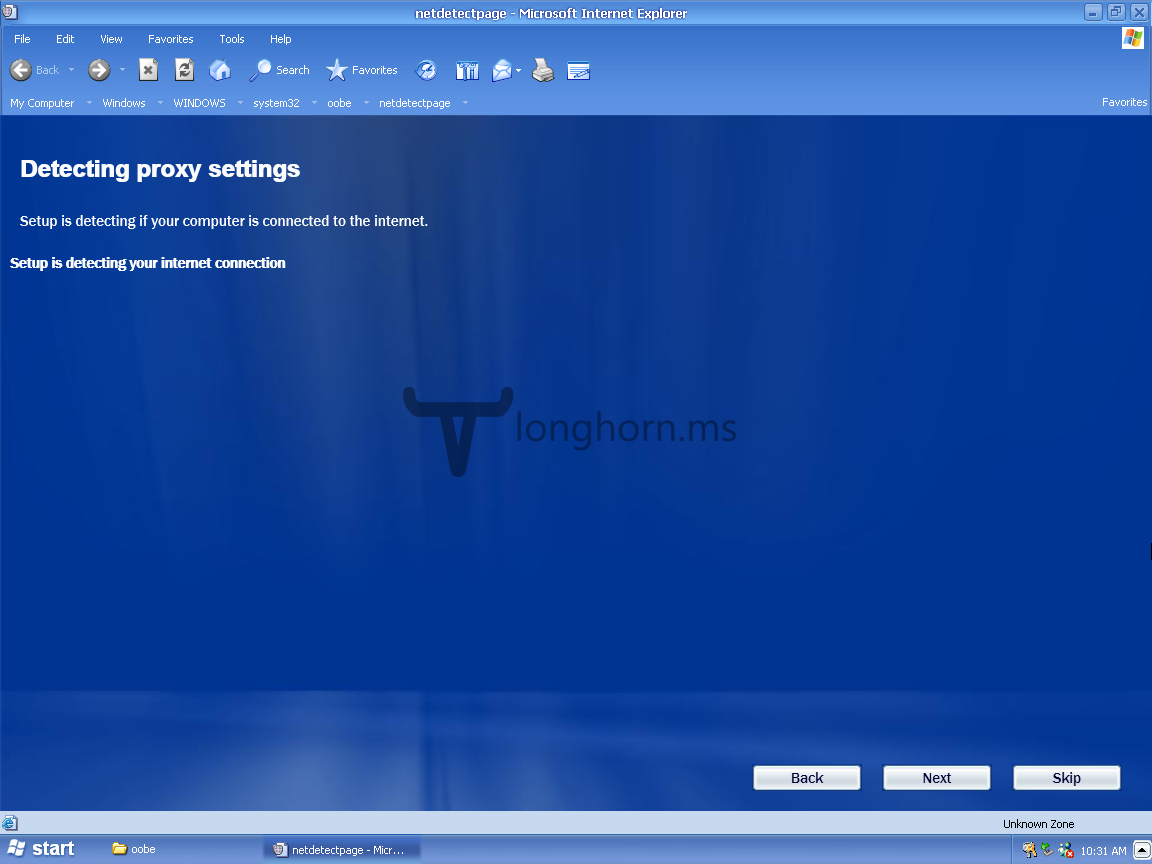 netdetectpage - Microsoft Internet Explorer
File Edit View Favorites Tools Help
Back Search Favorites
My Computer Windows WINDOWS system32 oobe netdetectpage Favorites
Detecting proxy settings
Setup is detecting if your computer is connected to the internet.
Setup is detecting your internet connection
longhorn.ms
Back Next Skip
Unknown Zone
start oobe netdetectpage - Micr... 10:31 AM